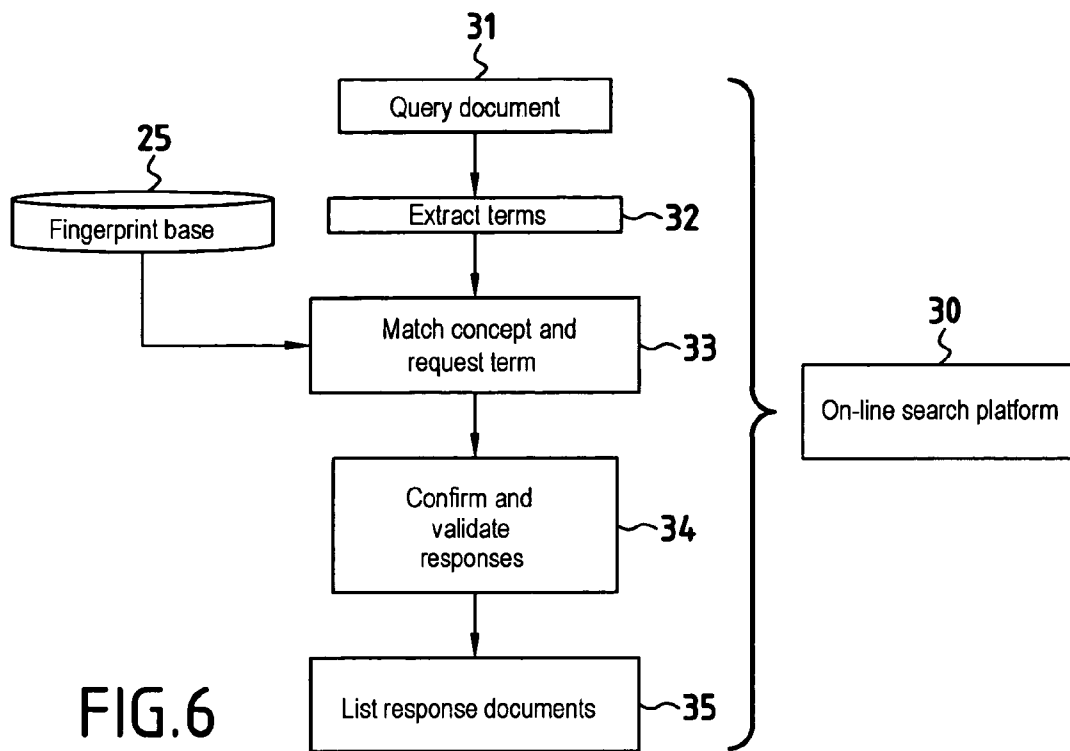 31
Query document
25
Fingerprint base
Extract terms
32
Match concept and
request term
33
30
On-line search platform
Confirm and
validate
responses
34
List response documents
35
FIG.6